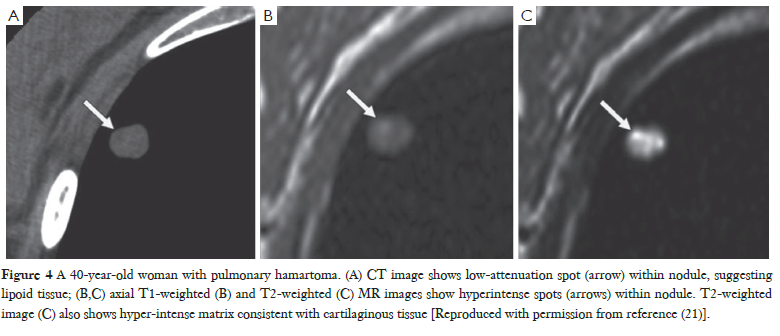 A
B
C
Figure 4 A 40-year-old woman with pulmonary hamartoma. (A) CT image shows low-attenuation spot (arrow) within nodule, suggesting
lipoid tissue; (B,C) axial T1-weighted (B) and T2-weighted (C) MR images show hyperintense spots (arrows) within nodule. T2-weighted
image (C) also shows hyper-intense matrix consistent with cartilaginous tissue [Reproduced with permission from reference (21)].